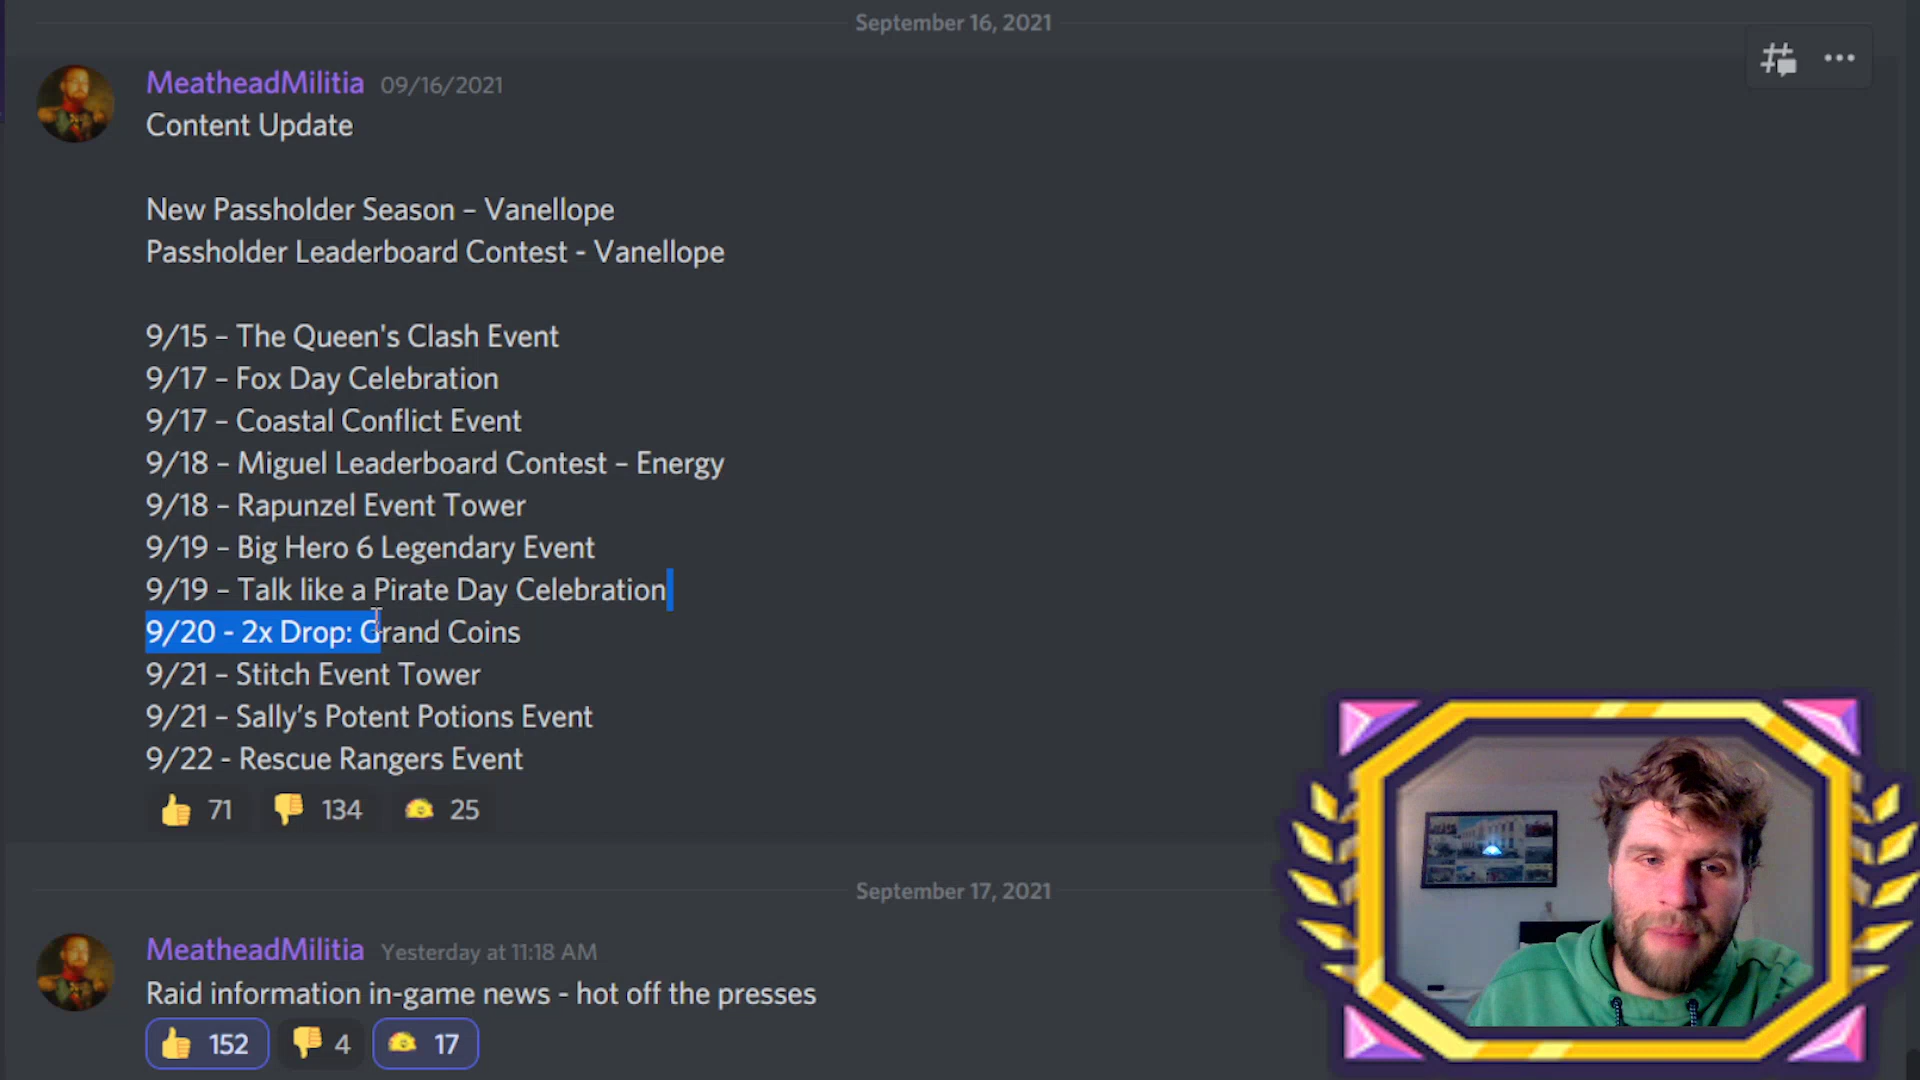 September 16, 2021
MeatheadMilitia 09/16/2021
Content Update
New Passholder Season – Vanellope
Passholder Leaderboard Contest - Vanellope
9/15 – The Queen's Clash Event
9/17 – Fox Day Celebration
9/17 – Coastal Conflict Event
9/18 – Miguel Leaderboard Contest – Energy
9/18 – Rapunzel Event Tower
9/19 – Big Hero 6 Legendary Event
9/19 – Talk like a Pirate Day Celebration
9/20 - 2x Drop: Grand Coins
9/21 – Stitch Event Tower
9/21 – Sally’s Potent Potions Event
9/22 - Rescue Rangers Event
👍 71 👎 134 🌮 25
September 17, 2021
MeatheadMilitia Yesterday at 11:18 AM
Raid information in-game news - hot off the presses
👍 152 👎 4 🌮 17